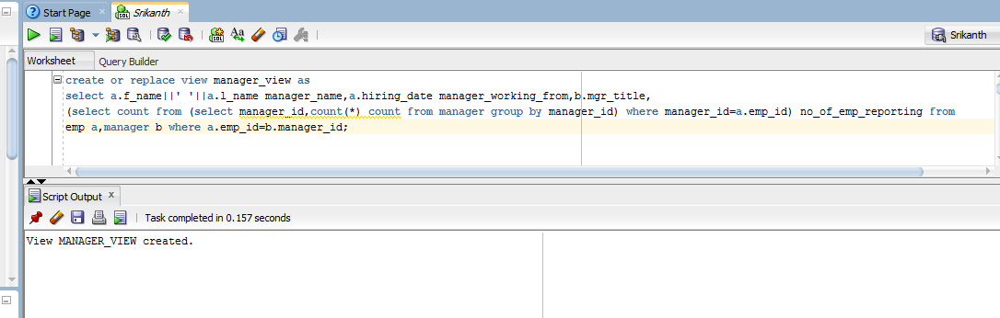 Start Page
Srikanth
Srikanth
Worksheet
Query Builder
create or replace view manager_view as
select a.f_name||' '||a.l_name manager_name,a.hiring_date manager_working_from,b.mgr_title,
(select count from (select manager_id,count(*) count from manager group by manager_id) where manager_id=a.emp_id) no_of_emp_reporting from
emp a,manager b where a.emp_id=b.manager_id;
Script Output x
Task completed in 0.157 seconds
View MANAGER_VIEW created.